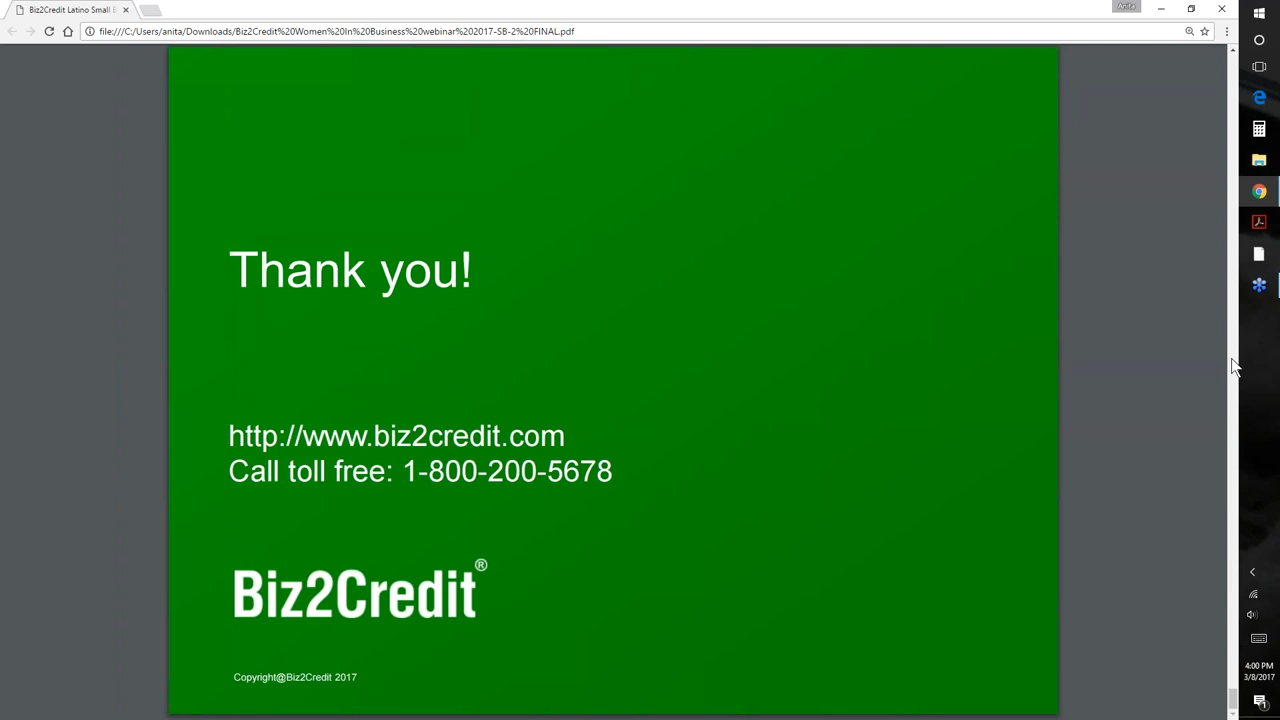 Biz2Credit Latino Small
Anita
file:///C:/Users/anita/Downloads/Biz2Credit%20Women%20In%20Business%20webinar%202017-SB-2%20FINAL.pdf
Thank you!
http://www.biz2credit.com
Call toll free: 1-800-200-5678
Biz2Credit®
Copyright@Biz2Credit 2017
4:00 PM
3/8/2017
1